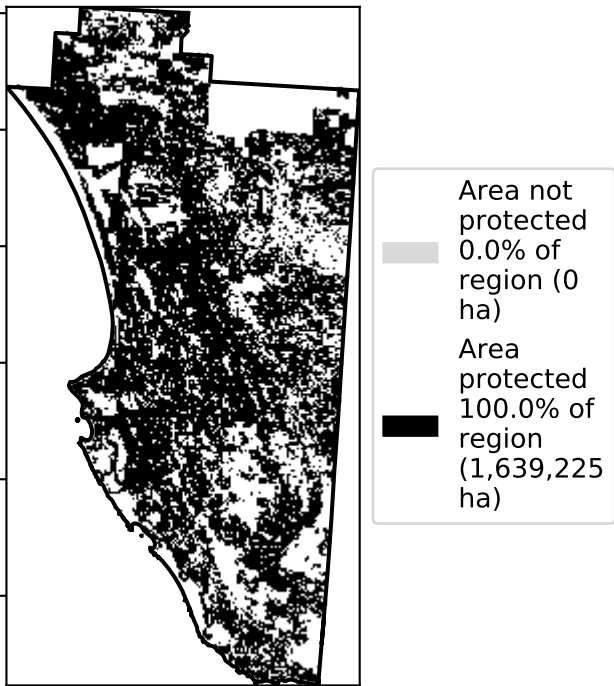 Area not
protected
0.0% of
region (0
ha)
Area
protected
100.0% of
region
(1,639,225
ha)